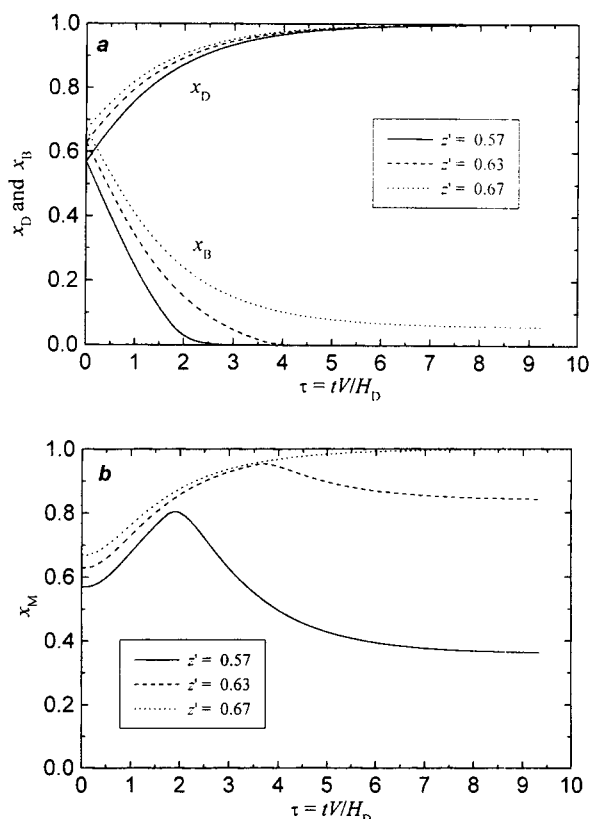 a
1.0
0.8
0.6
0.4
0.2
0.0
x_D and x_B
x_D
x_B
z' = 0.57
z' = 0.63
z' = 0.67
0 1 2 3 4 5 6 7 8 9 10
τ = tV/H_D
b
1.0
0.8
0.6
0.4
0.2
0.0
x_M
z' = 0.57
z' = 0.63
z' = 0.67
0 1 2 3 4 5 6 7 8 9 10
τ = tV/H_D